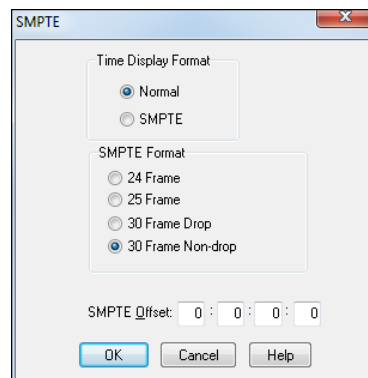 SMPTE
Time Display Format
Normal
SMPTE
SMPTE Format
24 Frame
25 Frame
30 Frame Drop
30 Frame Non-drop
SMPTE Offset: 0 : 0 : 0 : 0
OK Cancel Help